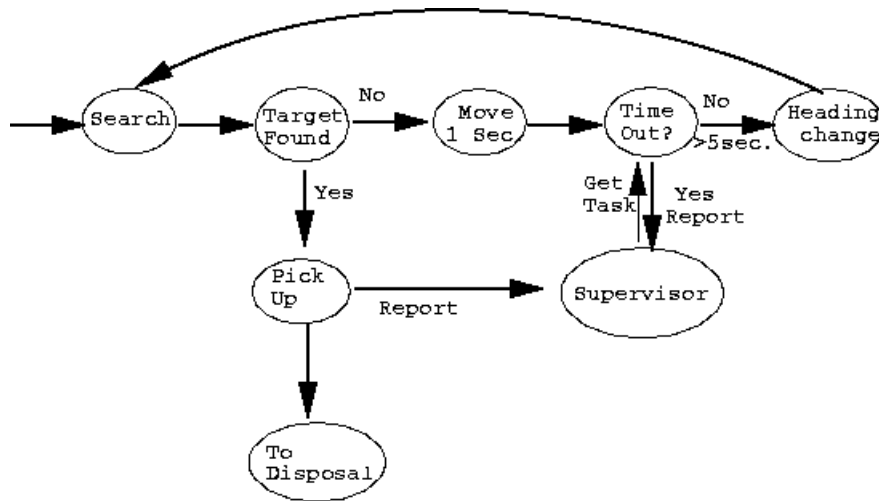 Search
Target
Found
No
Move
1 Sec
Time
Out?
No
>5sec.
Heading
change
Yes
Get
Task
Yes
Report
Pick
Up
Report
Supervisor
To
Disposal